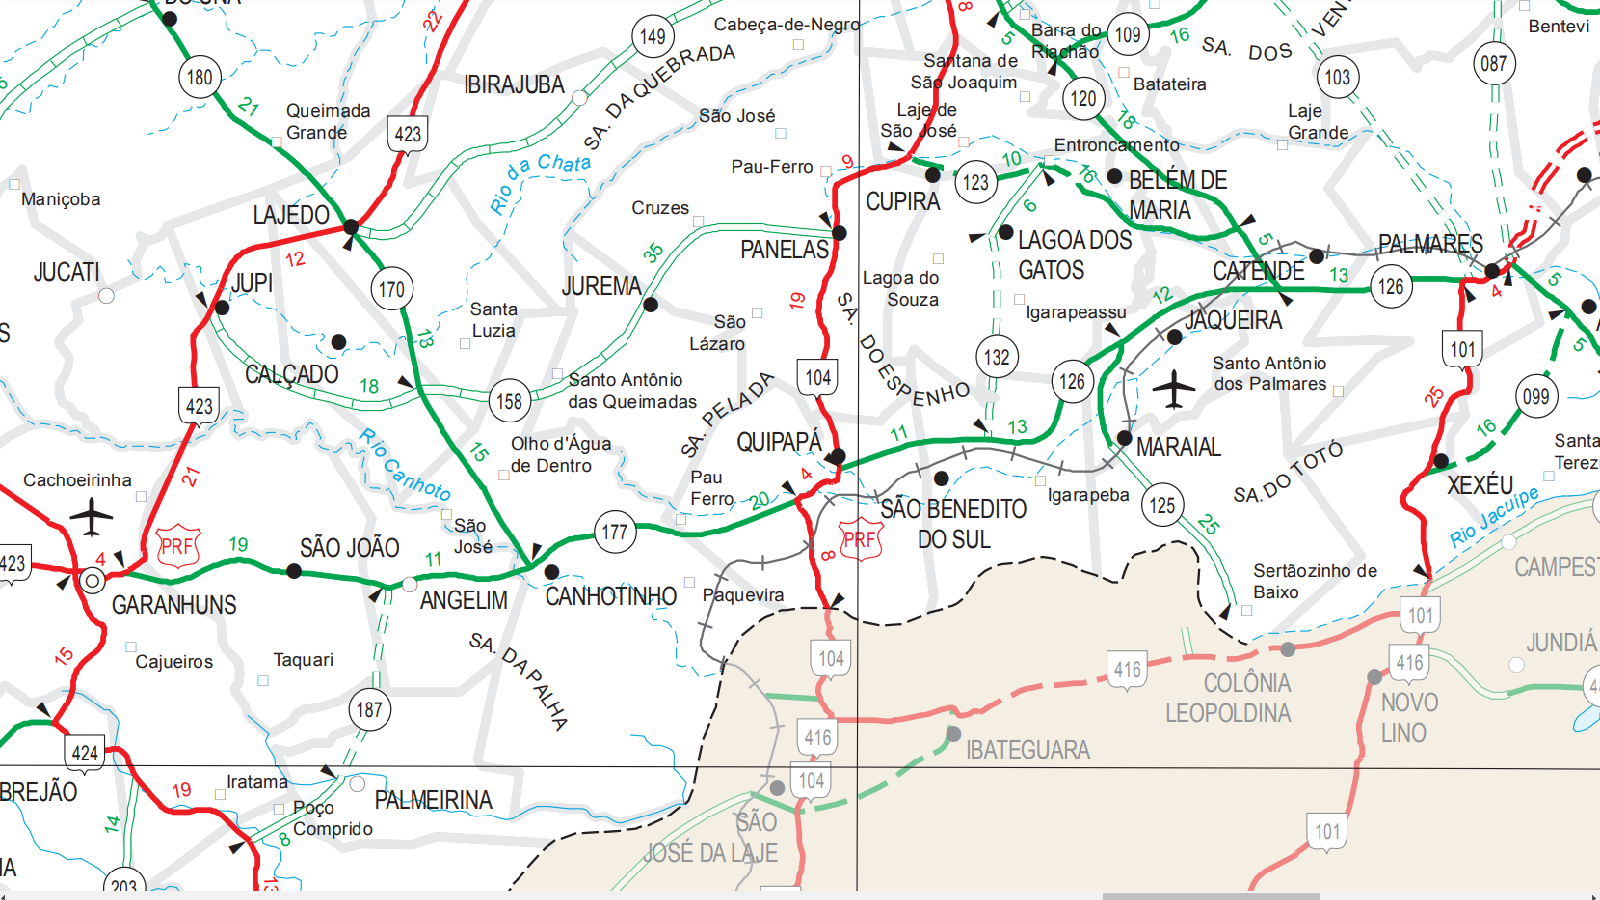 22
149
Cabeça-de-Negro
8
5
Barra do
Riachão
109
16
SA. DOS
Bentevi
180
IBIRAJUBA
SA. DA QUEBRADA
Santana de
São Joaquim
120
Batateira
103
087
21
Queimada
Grande
423
São José
Laje de
São José
18
Laje
Grande
Rio da Chata
Pau-Ferro
9
10
Entroncamento
123
16
BELÉM DE
MARIA
Maniçoba
LAJEDO
Cruzes
CUPIRA
6
12
35
PANELAS
LAGOA DOS
GATOS
5
CATENDE
PALMARES
13
126
4
5
JUCATI
JUPI
170
JUREMA
Lagoa do
Souza
12
Santa
Luzia
São
Lázaro
19
SA. DO ESPENHO
Igarapeassu
JAQUEIRA
13
CALÇADO
18
158
Santo Antônio
das Queimadas
104
132
126
Santo Antônio
dos Palmares
101
5
423
SA. PELADA
25
099
Rio Canhoto
15
Olho d'Água
de Dentro
QUIPAPÁ
11
13
MARAIAL
16
Cachoeirinha
21
Pau
Ferro
4
20
SÃO BENEDITO
DO SUL
Igarapeba
125
25
SA. DO TOTÓ
XEXÉU
Santa
Rio Jacuípe
423
4
PRF
19
SÃO JOÃO
São
José
11
177
8
PRF
GARANHUNS
ANGELIM
CANHOTINHO
Paquevira
Sertãozinho de
Baixo
CAMPEST
15
Cajueiros
Taquari
SA. DA PALHA
104
416
101
416
JUNDIÁ
187
COLÔNIA
LEOPOLDINA
NOVO
LINO
424
416
IBATEGUARA
BREJÃO
19
Iratama
PALMEIRINA
104
14
Poço
Comprido
8
SÃO
JOSÉ DA LAJE
101
203
13